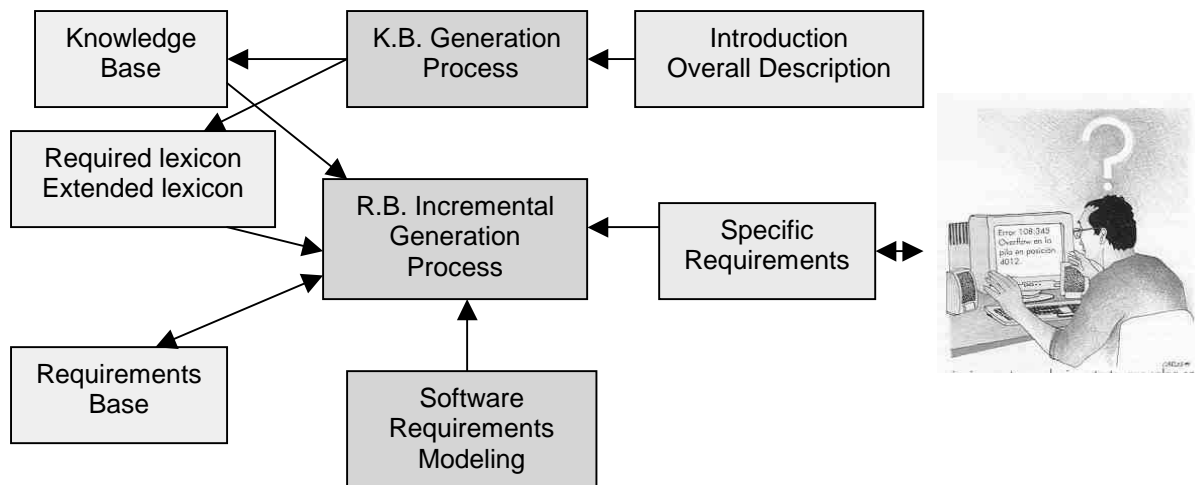 Knowledge
Base
K.B. Generation
Process
Introduction
Overall Description
Required lexicon
Extended lexicon
R.B. Incremental
Generation
Process
Specific
Requirements
?
Error 108:345
Overflow en la
pila en posición
4012.
Requirements
Base
Software
Requirements
Modeling